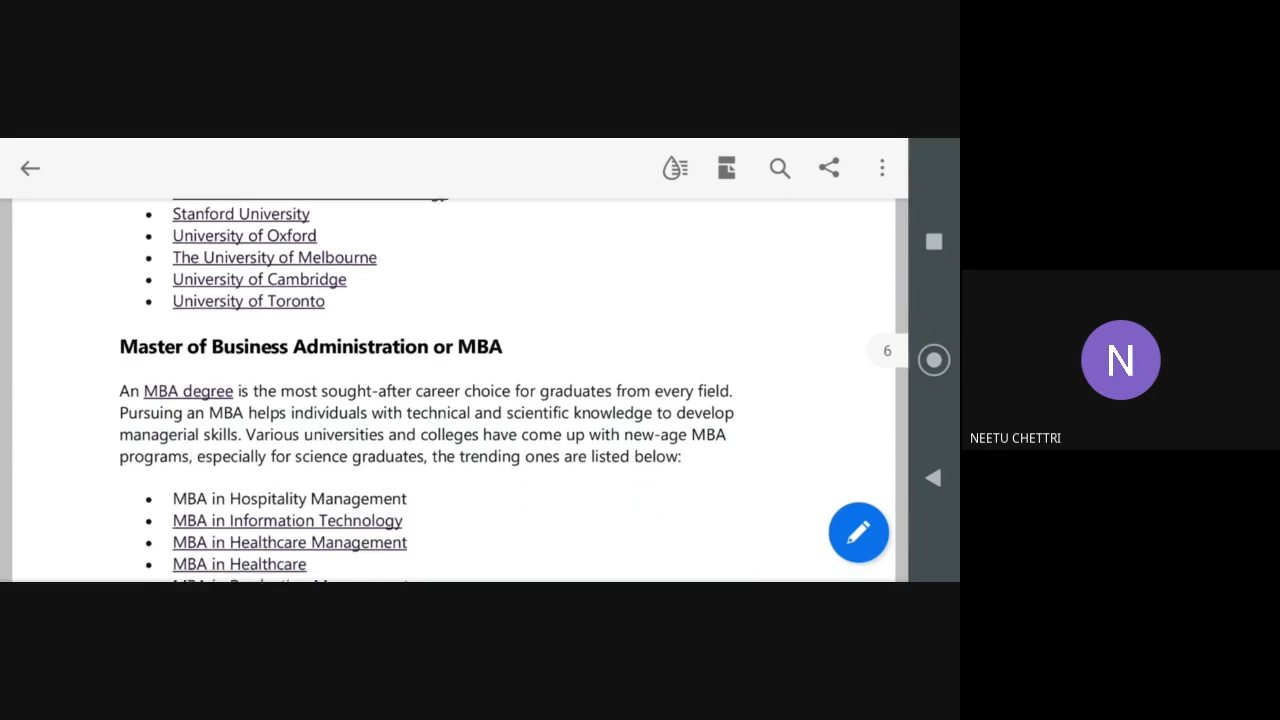 Stanford University
University of Oxford
The University of Melbourne
University of Cambridge
University of Toronto
Master of Business Administration or MBA
6
An MBA degree is the most sought-after career choice for graduates from every field.
Pursuing an MBA helps individuals with technical and scientific knowledge to develop
managerial skills. Various universities and colleges have come up with new-age MBA
programs, especially for science graduates, the trending ones are listed below:
MBA in Hospitality Management
MBA in Information Technology
MBA in Healthcare Management
MBA in Healthcare
N
NEETU CHETTRI